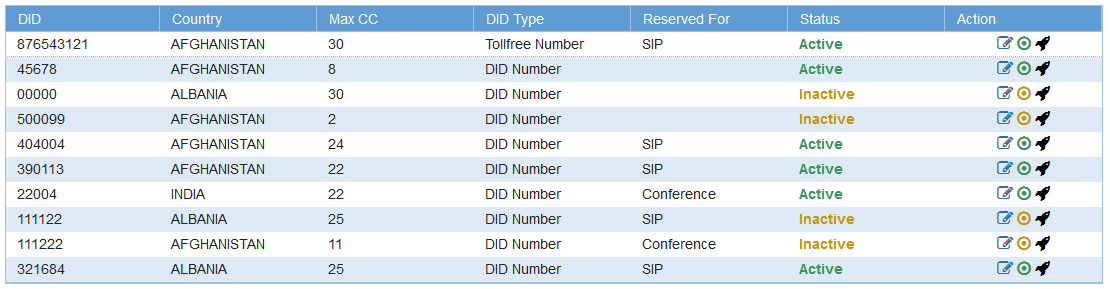 DID Country Max CC DID Type Reserved For Status Action
876543121 AFGHANISTAN 30 Tollfree Number SIP Active
45678 AFGHANISTAN 8 DID Number Active
00000 ALBANIA 30 DID Number Inactive
500099 AFGHANISTAN 2 DID Number Inactive
404004 AFGHANISTAN 24 DID Number SIP Active
390113 AFGHANISTAN 22 DID Number SIP Active
22004 INDIA 22 DID Number Conference Active
111122 ALBANIA 25 DID Number SIP Inactive
111222 AFGHANISTAN 11 DID Number Conference Inactive
321684 ALBANIA 25 DID Number SIP Active